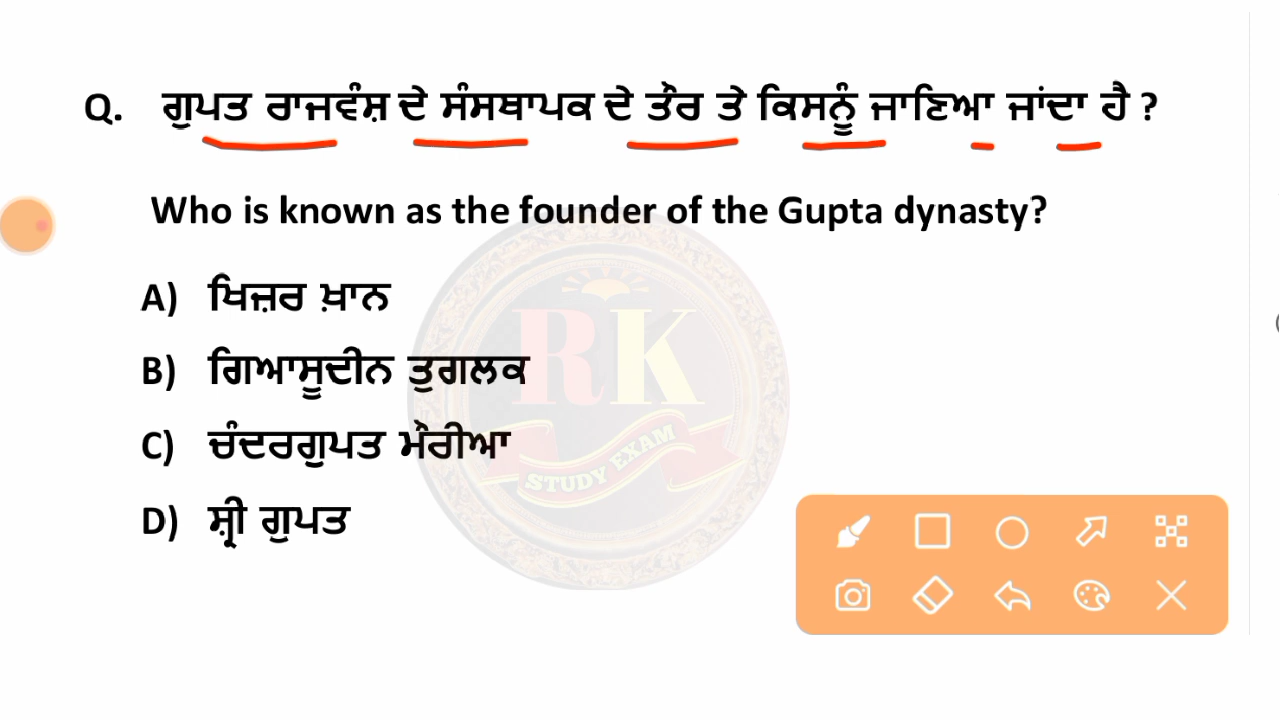 Q. ਗੁਪਤ ਰਾਜਵੰਸ਼ ਦੇ ਸੰਸਥਾਪਕ ਦੇ ਤੌਰ ਤੇ ਕਿਸਨੂੰ ਜਾਣਿਆ ਜਾਂਦਾ ਹੈ ?
Who is known as the founder of the Gupta dynasty?
A) ਖਿਜ਼ਰ ਖ਼ਾਨ
B) ਗਿਆਸੂਦੀਨ ਤੁਗਲਕ
C) ਚੰਦਰਗੁਪਤ ਮੌਰੀਆ
D) ਸ਼੍ਰੀ ਗੁਪਤ
RK
STUDY EXAM